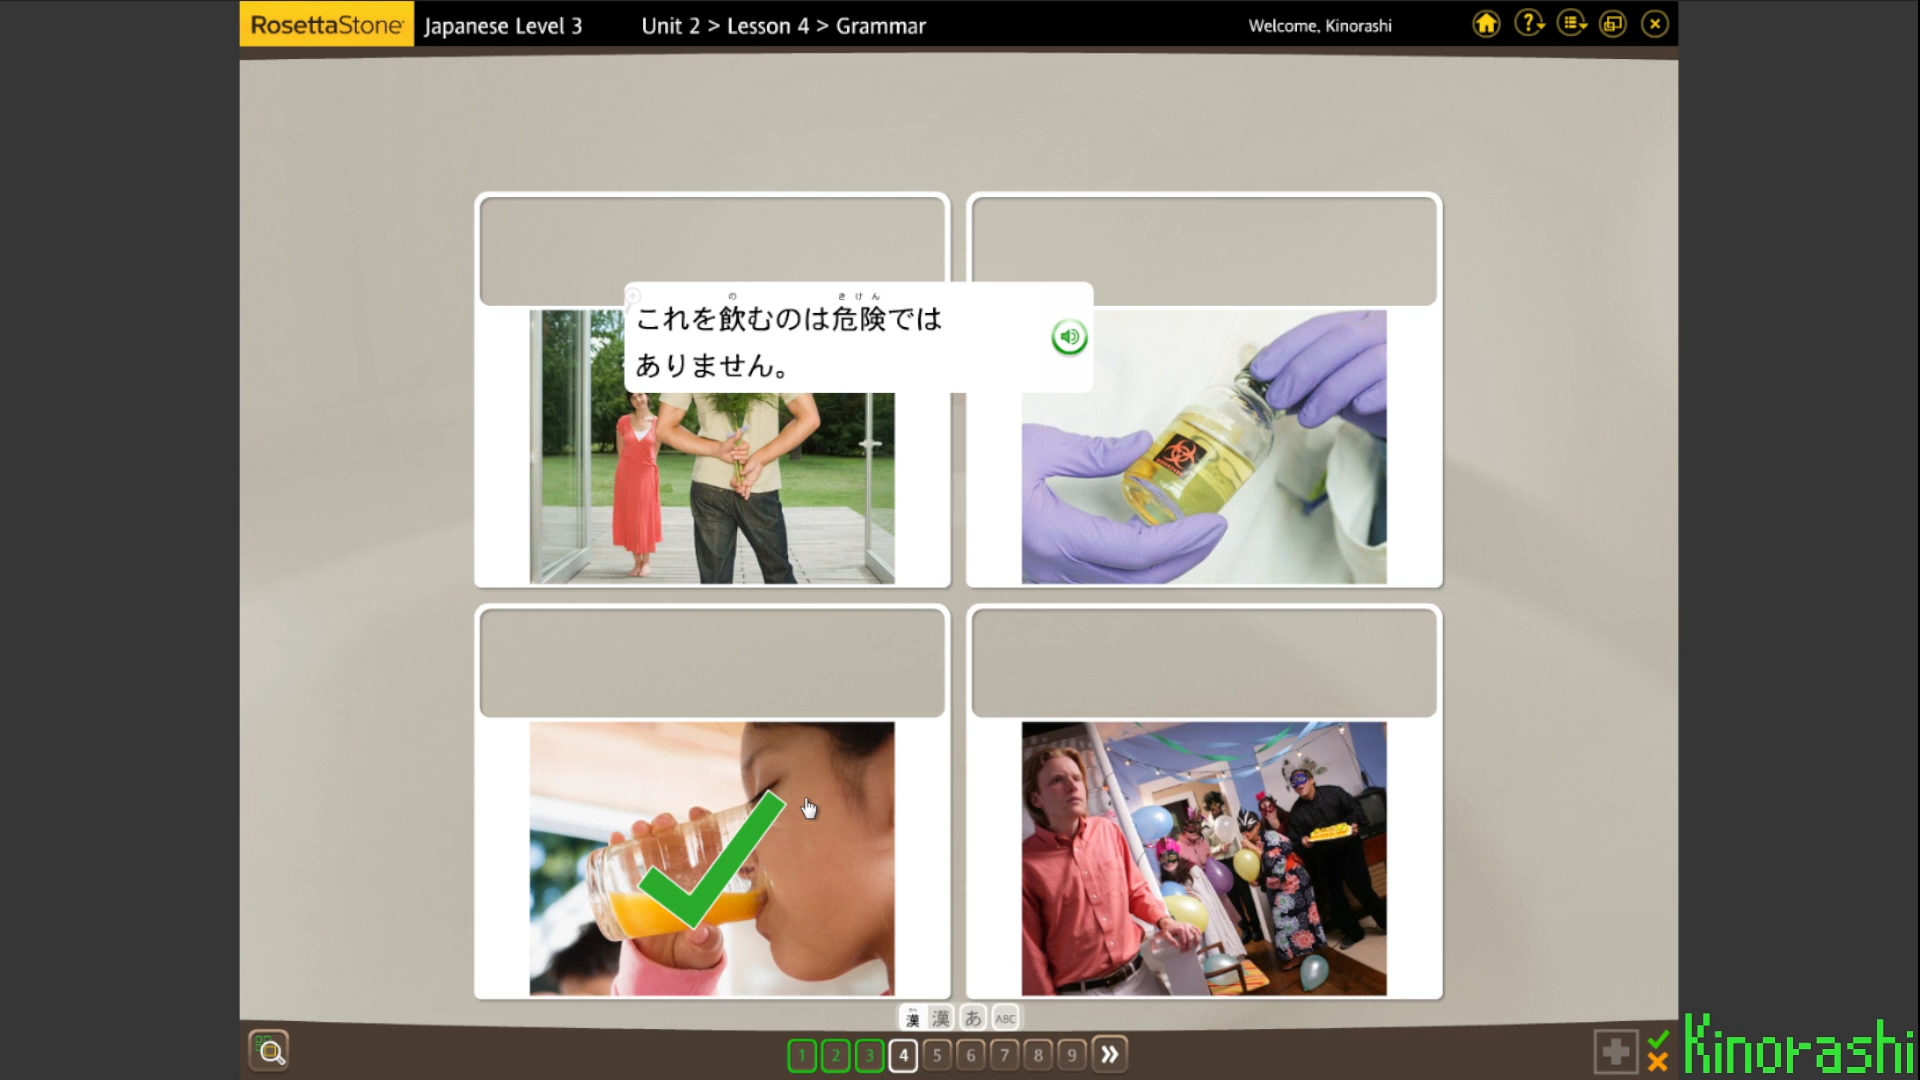 RosettaStone Japanese Level 3 Unit 2 > Lesson 4 > Grammar Welcome, Kinorashi
の きけん
これを飲むのは危険では
ありません。
漢 漢 あ ABC
1 2 3 4 5 6 7 8 9
Kinorashi